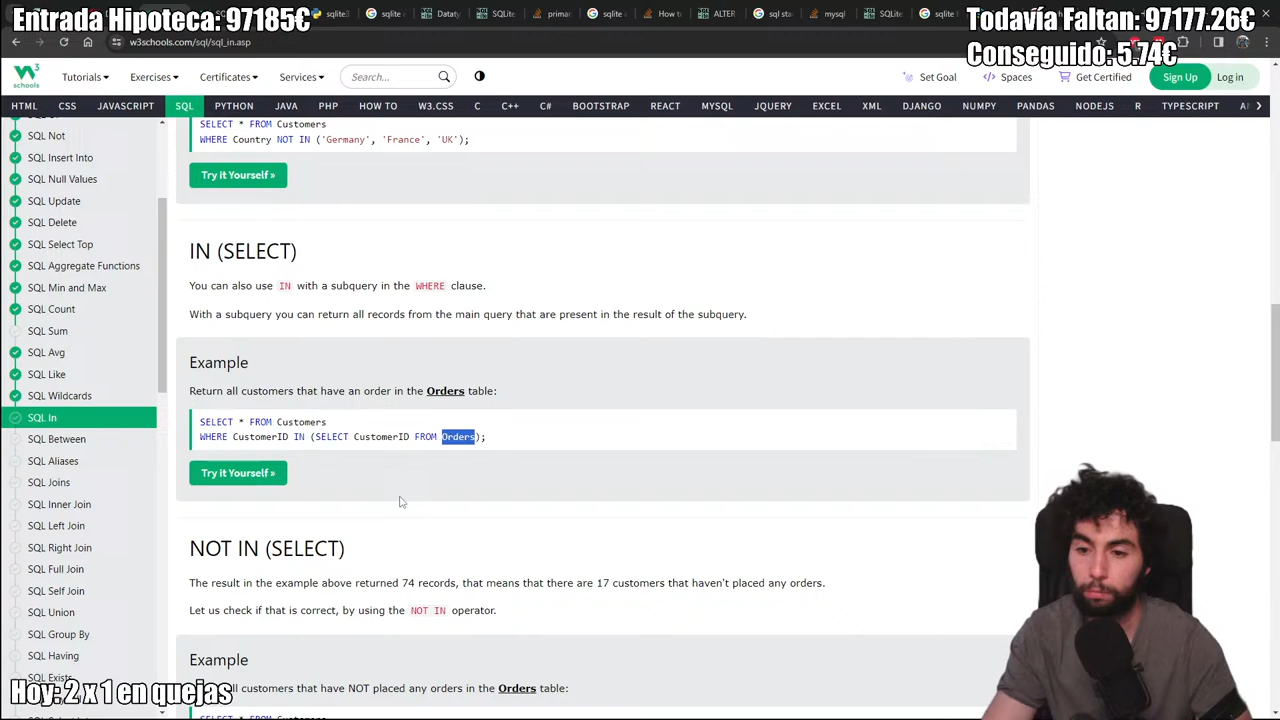 Entrada Hipoteca: 97185€
Todavía Faltan: 97177.26€
Conseguido: 5.74€
w3schools.com/sql/sql_in.asp
Tutorials
Exercises
Certificates
Services
Search...
Set Goal
Spaces
Get Certified
Sign Up
Log in
HTML
CSS
JAVASCRIPT
SQL
PYTHON
JAVA
PHP
HOW TO
W3.CSS
C
C++
C#
BOOTSTRAP
REACT
MYSQL
JQUERY
EXCEL
XML
DJANGO
NUMPY
PANDAS
NODEJS
R
TYPESCRIPT
SQL Not
SQL Insert Into
SQL Null Values
SQL Update
SQL Delete
SQL Select Top
SQL Aggregate Functions
SQL Min and Max
SQL Count
SQL Sum
SQL Avg
SQL Like
SQL Wildcards
SQL In
SQL Between
SQL Aliases
SQL Joins
SQL Inner Join
SQL Left Join
SQL Right Join
SQL Full Join
SQL Self Join
SQL Union
SQL Group By
SQL Having
SQL Exists
SELECT * FROM Customers
WHERE Country NOT IN ('Germany', 'France', 'UK');
Try it Yourself »
IN (SELECT)
You can also use IN with a subquery in the WHERE clause.
With a subquery you can return all records from the main query that are present in the result of the subquery.
Example
Return all customers that have an order in the Orders table:
SELECT * FROM Customers
WHERE CustomerID IN (SELECT CustomerID FROM Orders);
Try it Yourself »
NOT IN (SELECT)
The result in the example above returned 74 records, that means that there are 17 customers that haven't placed any orders.
Let us check if that is correct, by using the NOT IN operator.
Example
all customers that have NOT placed any orders in the Orders table:
SELECT * FROM Customers
Hoy: 2 x 1 en quejas